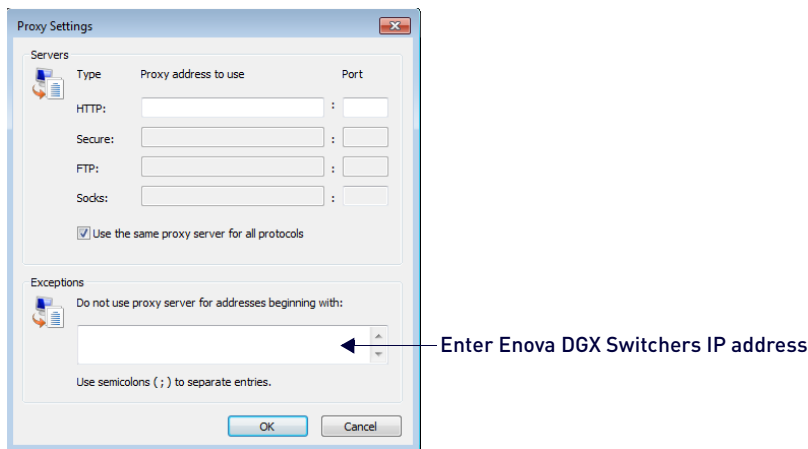 Proxy Settings
Servers
Type Proxy address to use Port
HTTP: :
Secure: :
FTP: :
Socks: :
Use the same proxy server for all protocols
Exceptions
Do not use proxy server for addresses beginning with:
Enter Enova DGX Switchers IP address
Use semicolons ( ; ) to separate entries.
OK Cancel